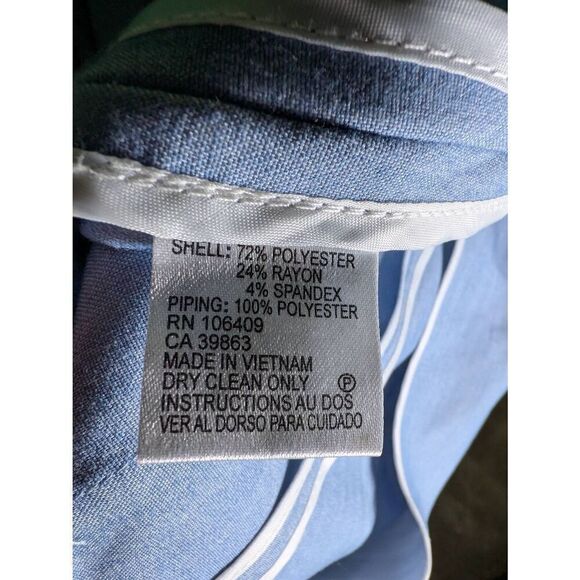 SHELL: 72% POLYESTER
24% RAYON
4% SPANDEX
PIPING: 100% POLYESTER
RN 106409
CA 39863
MADE IN VIETNAM
DRY CLEAN ONLY Ⓟ
INSTRUCTIONS AU DOS
VER AL DORSO PARA CUIDADO